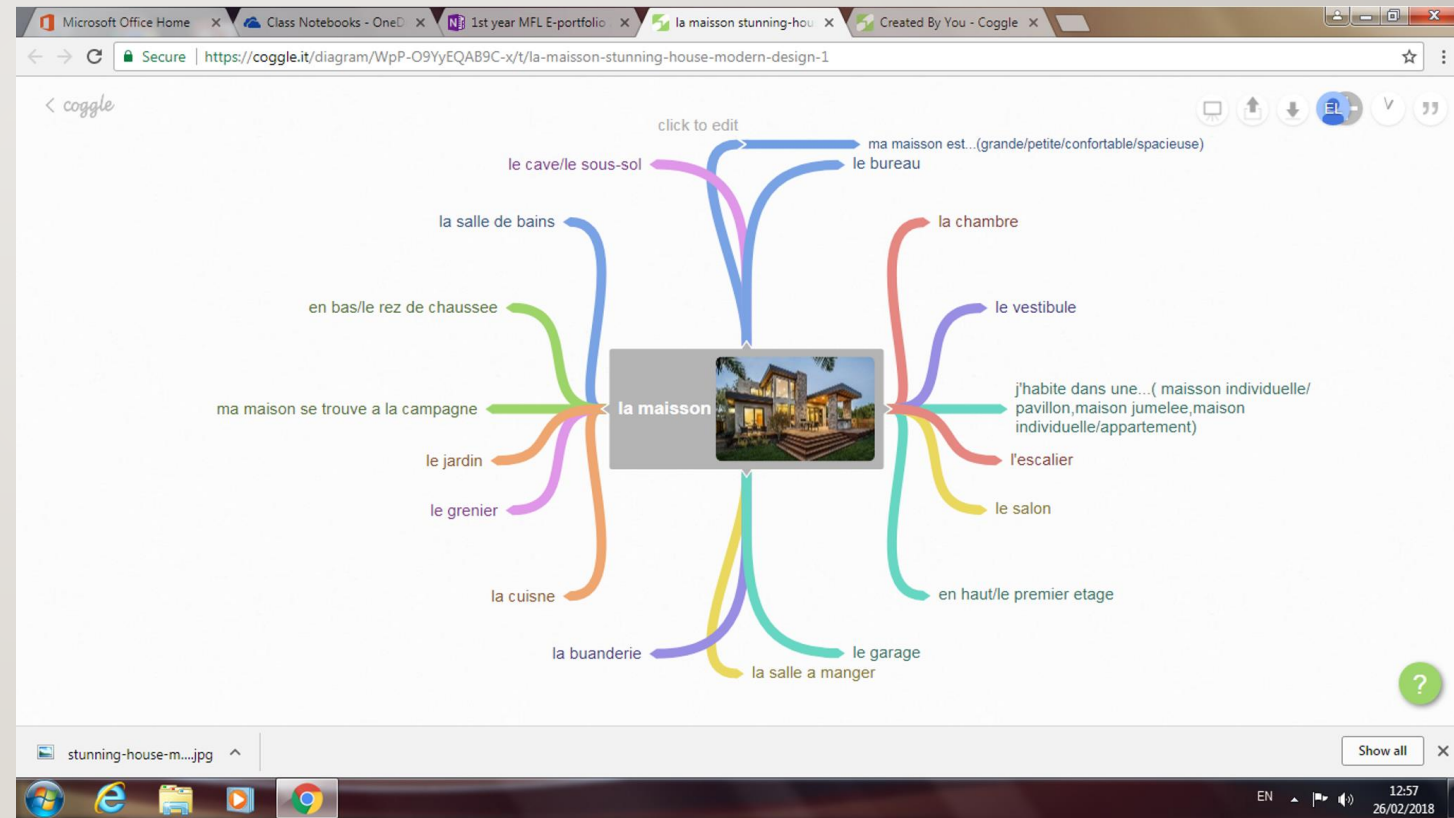 Microsoft Office Home
Class Notebooks - OneD
1st year MFL E-portfolio
la maisson stunning-hou
Created By You - Coggle
Secure
https://coggle.it/diagram/WpP-O9YyEQAB9C-x/t/la-maisson-stunning-house-modern-design-1
coggle
EL
click to edit
ma maisson est...(grande/petite/confortable/spacieuse)
le cave/le sous-sol
le bureau
la salle de bains
la chambre
en bas/le rez de chaussee
le vestibule
j'habite dans une...( maisson individuelle/
pavillon,maison jumelee,maison
individuelle/appartement)
la maisson
ma maison se trouve a la campagne
le jardin
l'escalier
le grenier
le salon
la cuisne
en haut/le premier etage
la buanderie
le garage
la salle a manger
?
stunning-house-m....jpg
Show all
EN
12:57
26/02/2018